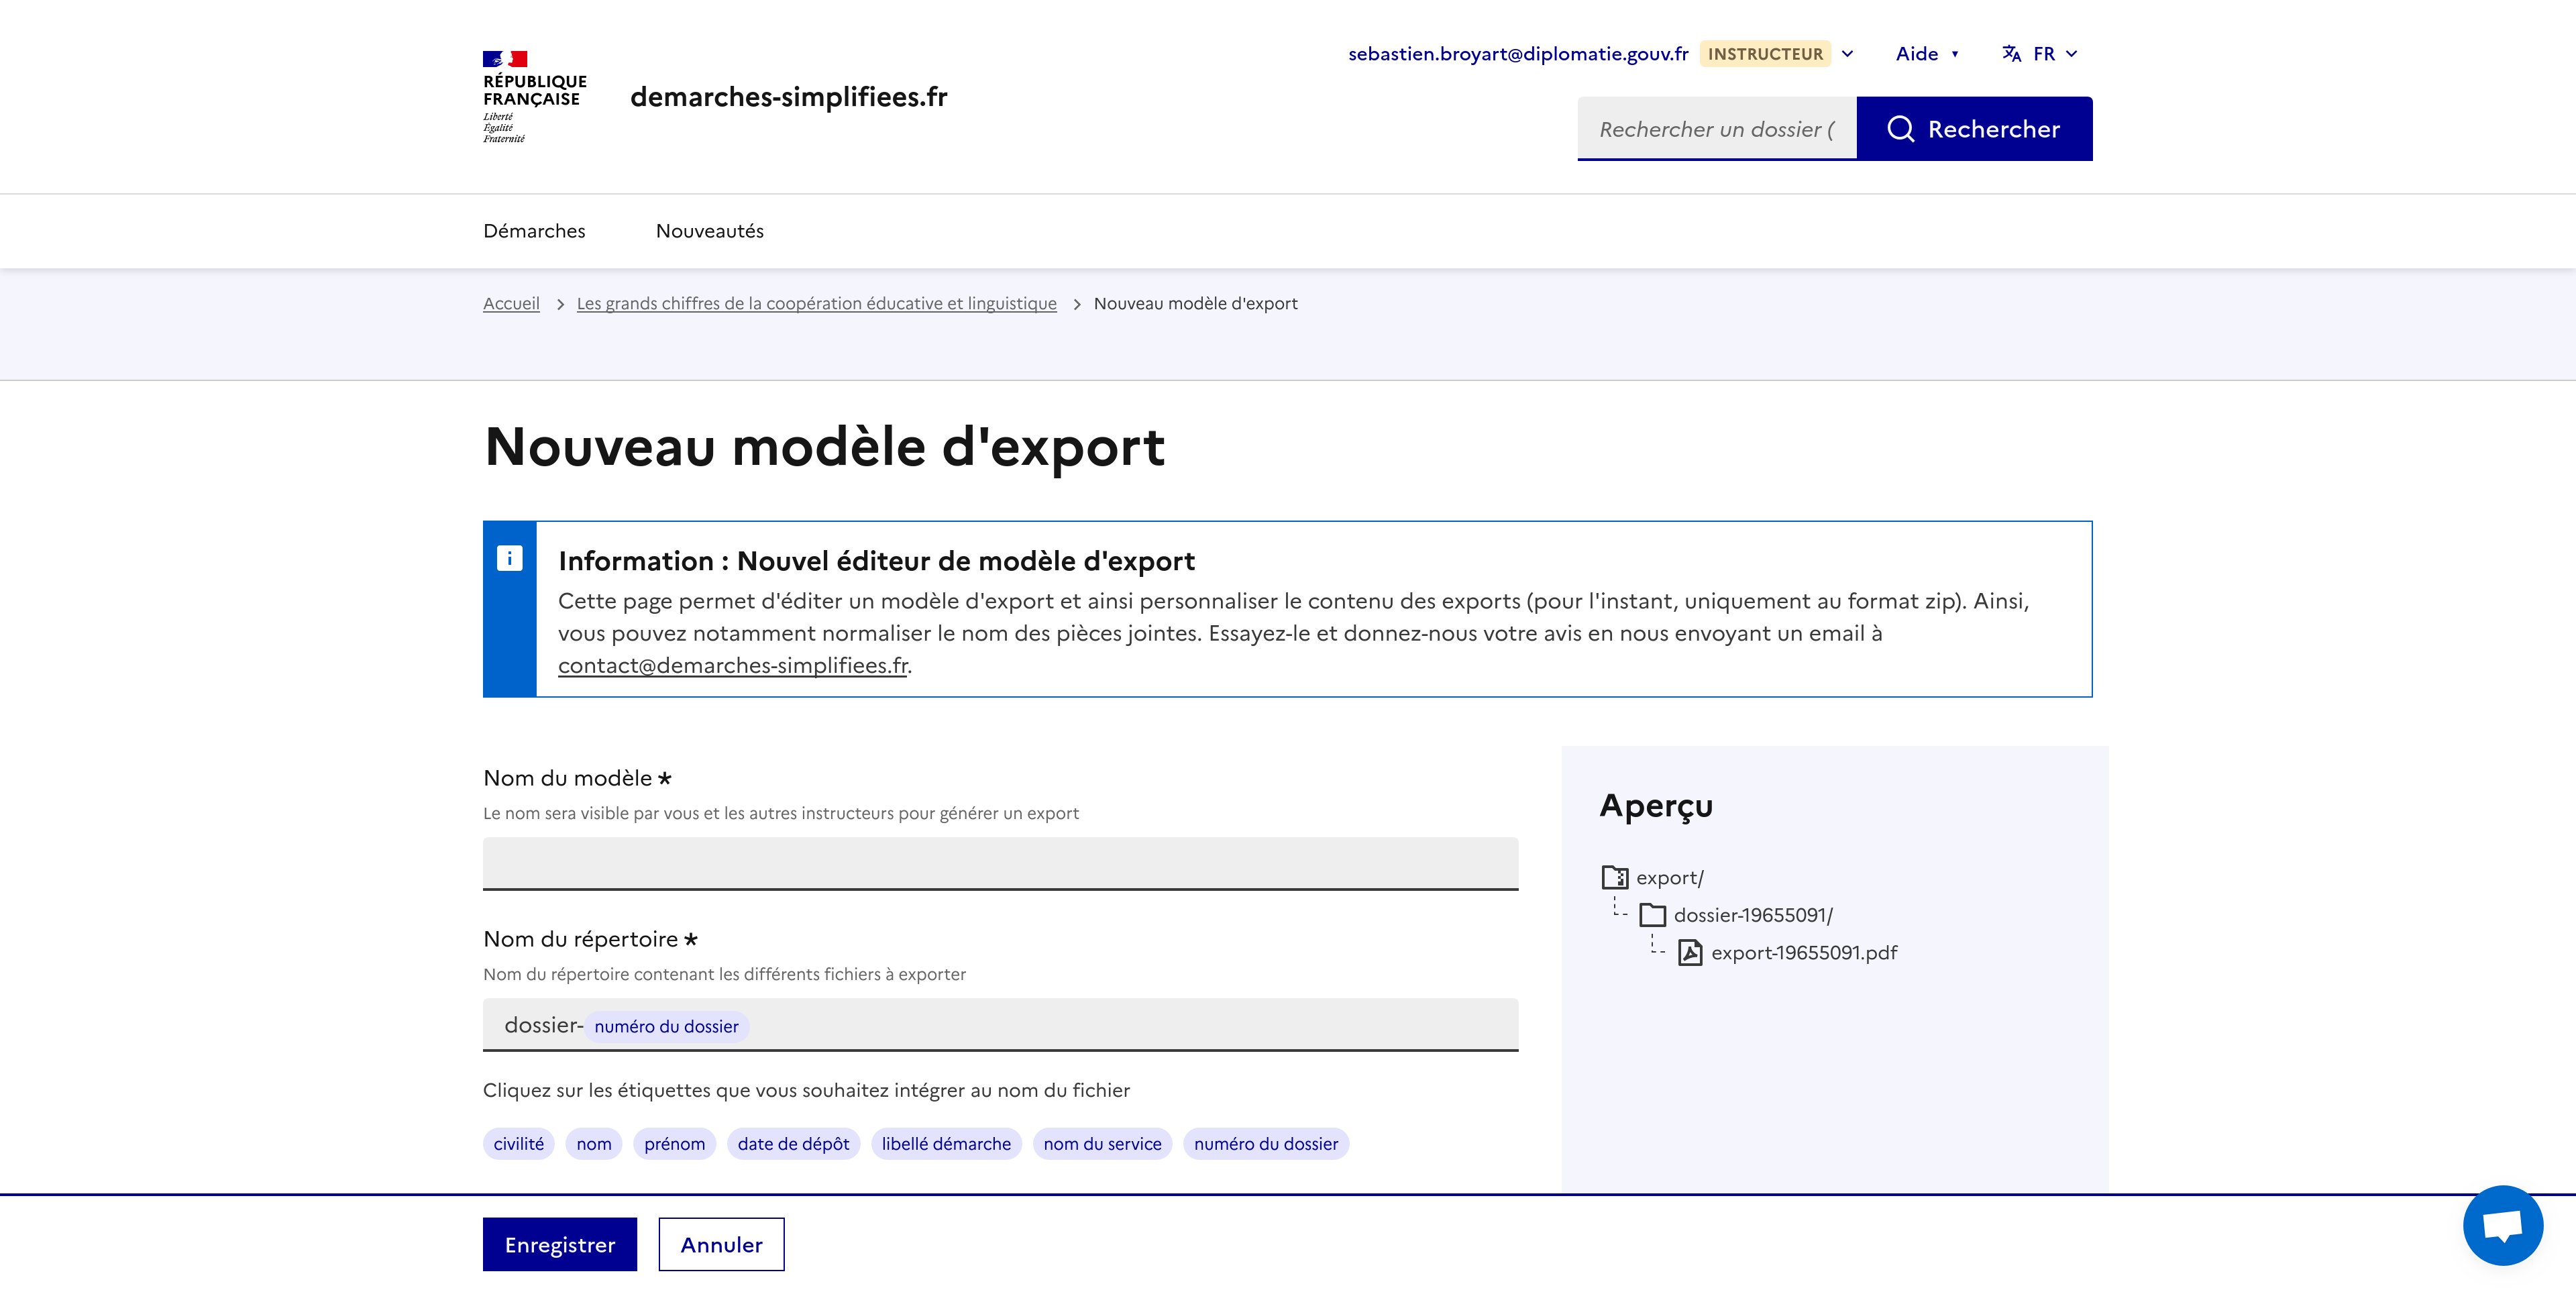 RÉPUBLIQUE
FRANÇAISE
Liberté
Égalité
Fraternité
demarches-simplifiees.fr
sebastien.broyart@diplomatie.gouv.fr INSTRUCTEUR Aide FR
Rechercher un dossier ( Rechercher
Démarches Nouveautés
Accueil Les grands chiffres de la coopération éducative et linguistique Nouveau modèle d'export
Nouveau modèle d'export
Information : Nouvel éditeur de modèle d'export
Cette page permet d'éditer un modèle d'export et ainsi personnaliser le contenu des exports (pour l'instant, uniquement au format zip). Ainsi,
vous pouvez notamment normaliser le nom des pièces jointes. Essayez-le et donnez-nous votre avis en nous envoyant un email à
contact@demarches-simplifiees.fr.
Nom du modèle *
Le nom sera visible par vous et les autres instructeurs pour générer un export
Nom du répertoire *
Nom du répertoire contenant les différents fichiers à exporter
dossier- numéro du dossier
Cliquez sur les étiquettes que vous souhaitez intégrer au nom du fichier
civilité nom prénom date de dépôt libellé démarche nom du service numéro du dossier
Aperçu
export/
dossier-19655091/
export-19655091.pdf
Enregistrer Annuler